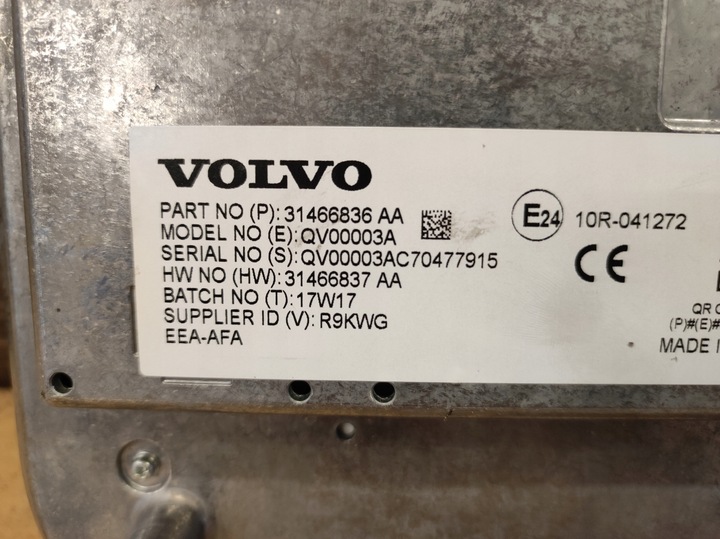 VOLVO
PART NO (P): 31466836 AA
MODEL NO (E): QV00003A
SERIAL NO (S): QV00003AC70477915
HW NO (HW): 31466837 AA
BATCH NO (T): 17W17
SUPPLIER ID (V): R9KWG
EEA-AFA
E24 10R-041272
CE
QR
(P)#(E)#
MADE